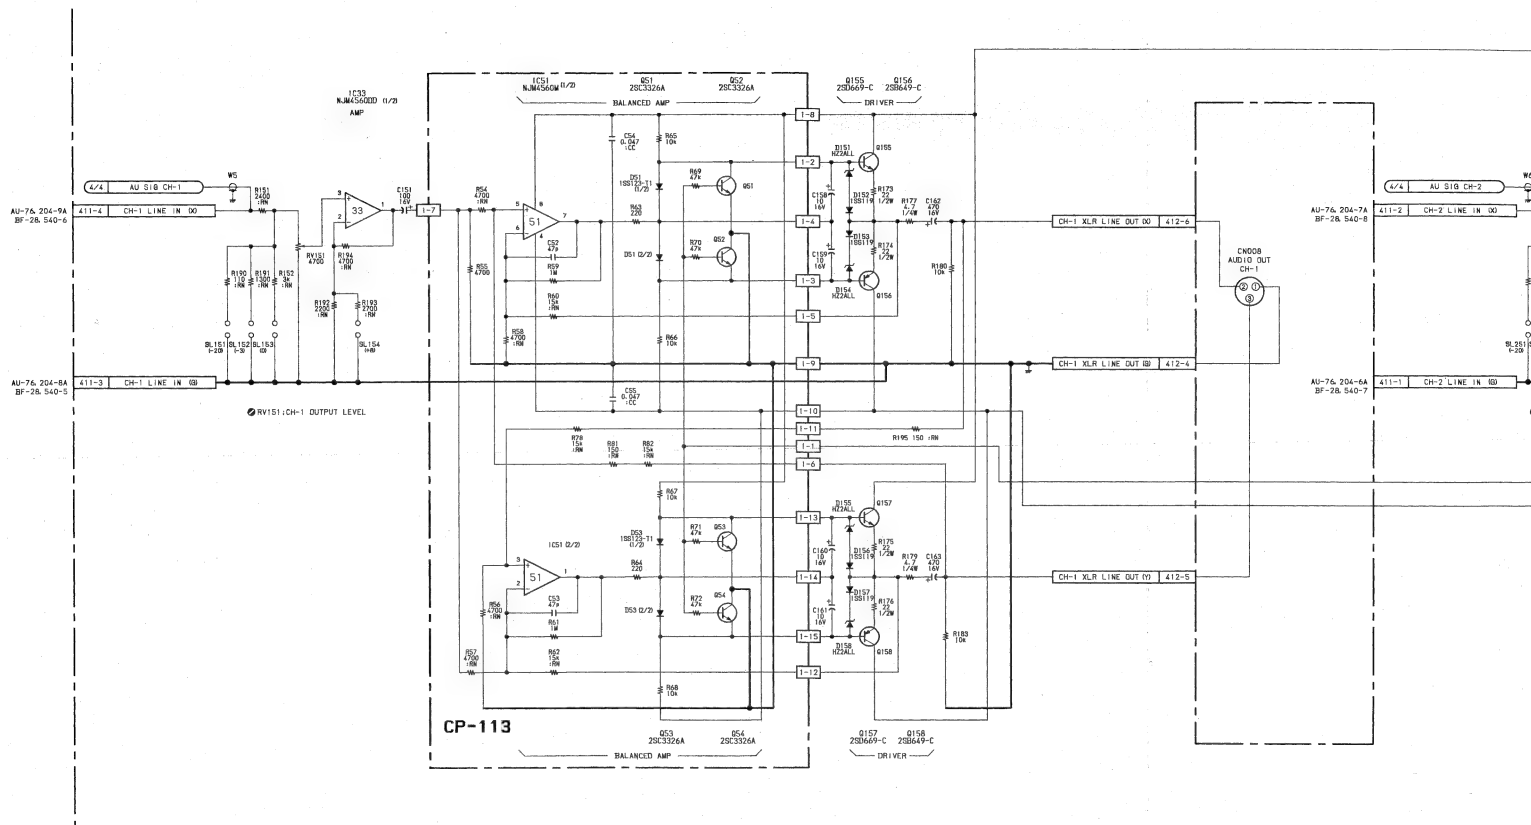 IC33
NJM4560DD (1/2)
AMP
IC51
NJM4560M (1/2)
Q51
2SC3326A
Q52
2SC3326A
BALANCED AMP
Q155
2SD669-C
Q156
2SB649-C
DRIVER
4/4 AU SIG CH-1
W5
AU-76, 204-9A
BF-28, 540-6
411-4 CH-1 LINE IN (X)
R151
2400
:RN
R190
110
:RN
R191
1300
:RN
R152
3k
:RN
SL151
(-20)
SL152
(-3)
SL153
(0)
RV151
4700
3
2
1
33
C151
100
16V
R194
4700
:RN
R192
2200
:RN
R193
2700
:RN
SL154
(+8)
AU-76, 204-8A
BF-28, 540-5
411-3 CH-1 LINE IN (G)
RV151:CH-1 OUTPUT LEVEL
1-7
R54
4700
:RN
R55
4700
5
6
8
4
7
51
C52
47p
R59
1M
R60
15k
:RN
R58
4700
:RN
C54
0.047
:CC
C55
0.047
:CC
R63
220
R65
10k
D51
1SS123-T1
(1/2)
D51 (2/2)
R66
10k
R69
47k
Q51
R70
47k
Q52
1-8
1-2
1-4
1-3
1-5
1-9
1-10
1-11
1-1
1-6
D151
HZ2ALL
Q155
C158
10
16V
D152
1SS119
R173
22
1/2W
D153
1SS119
R174
22
1/2W
C159
10
16V
D154
HZ2ALL
Q156
R177
4.7
1/4W
C162
470
16V
R180
10k
CH-1 XLR LINE OUT (X) 412-6
CN008
AUDIO OUT
CH-1
2
1
3
CH-1 XLR LINE OUT (G) 412-4
R78
15k
:RN
R81
150
:RN
R82
15k
:RN
R195 150 :RN
R67
10k
IC51 (2/2)
3
2
1
51
R56
4700
:RN
C53
47p
R61
1M
R57
4700
:RN
R62
15k
:RN
R64
220
D53
1SS123-T1
(1/2)
D53 (2/2)
R68
10k
R71
47k
Q53
R72
47k
Q54
1-13
1-14
1-15
1-12
D155
HZ2ALL
Q157
C160
10
16V
D156
1SS119
R175
22
1/2W
D157
1SS119
R176
22
1/2W
C161
10
16V
D158
HZ2ALL
Q158
R179
4.7
1/4W
C163
470
16V
R183
10k
CH-1 XLR LINE OUT (Y) 412-5
CP-113
Q53
2SC3326A
Q54
2SC3326A
BALANCED AMP
Q157
2SD669-C
Q158
2SB649-C
DRIVER
4/4 AU SIG CH-2
AU-76, 204-7A
BF-28, 540-8
411-2 CH-2 LINE IN (X)
SL251
(-20)
AU-76, 204-6A
BF-28, 540-7
411-1 CH-2 LINE IN (G)